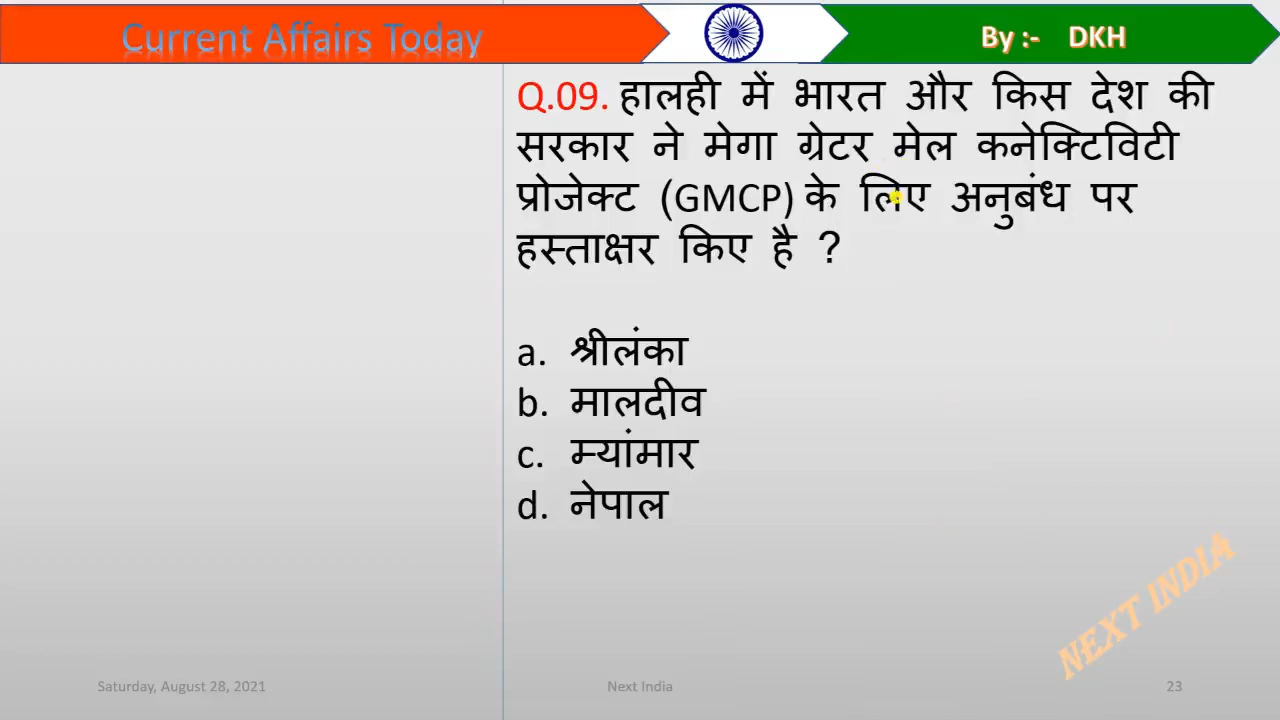 Current Affairs Today
By :- DKH
Q.09. हालही में भारत और किस देश की
सरकार ने मेगा ग्रेटर मेल कनेक्टिविटी
प्रोजेक्ट (GMCP) के लिए अनुबंध पर
हस्ताक्षर किए है ?
a. श्रीलंका
b. मालदीव
c. म्यांमार
d. नेपाल
NEXT INDIA
Saturday, August 28, 2021
Next India
23